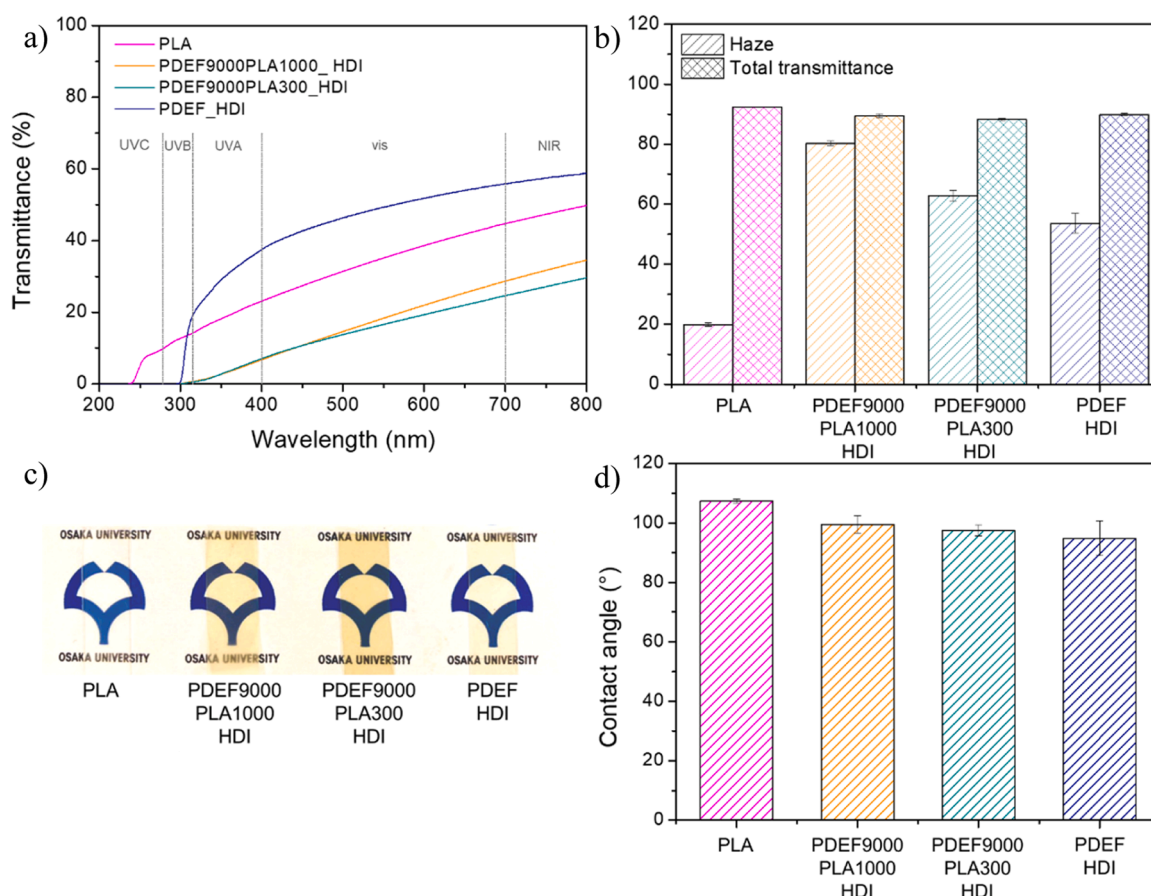 a)
100
80
60
40
20
0
Transmittance (%)
PLA
PDEF9000PLA1000_ HDI
PDEF9000PLA300_HDI
PDEF_HDI
UVC
UVB
UVA
vis
NIR
200
300
400
500
600
700
800
Wavelength (nm)
b)
120
100
80
60
40
20
0
Haze
Total transmittance
PLA
PDEF9000
PLA1000
HDI
PDEF9000
PLA300
HDI
PDEF
HDI
c)
OSAKA UNIVERSITY
OSAKA UNIVERSITY
OSAKA UNIVERSITY
OSAKA UNIVERSITY
OSAKA UNIVERSITY
OSAKA UNIVERSITY
OSAKA UNIVERSITY
OSAKA UNIVERSITY
PLA
PDEF9000
PLA1000
HDI
PDEF9000
PLA300
HDI
PDEF
HDI
d)
120
100
80
60
40
20
0
Contact angle (°)
PLA
PDEF9000
PLA1000
HDI
PDEF9000
PLA300
HDI
PDEF
HDI